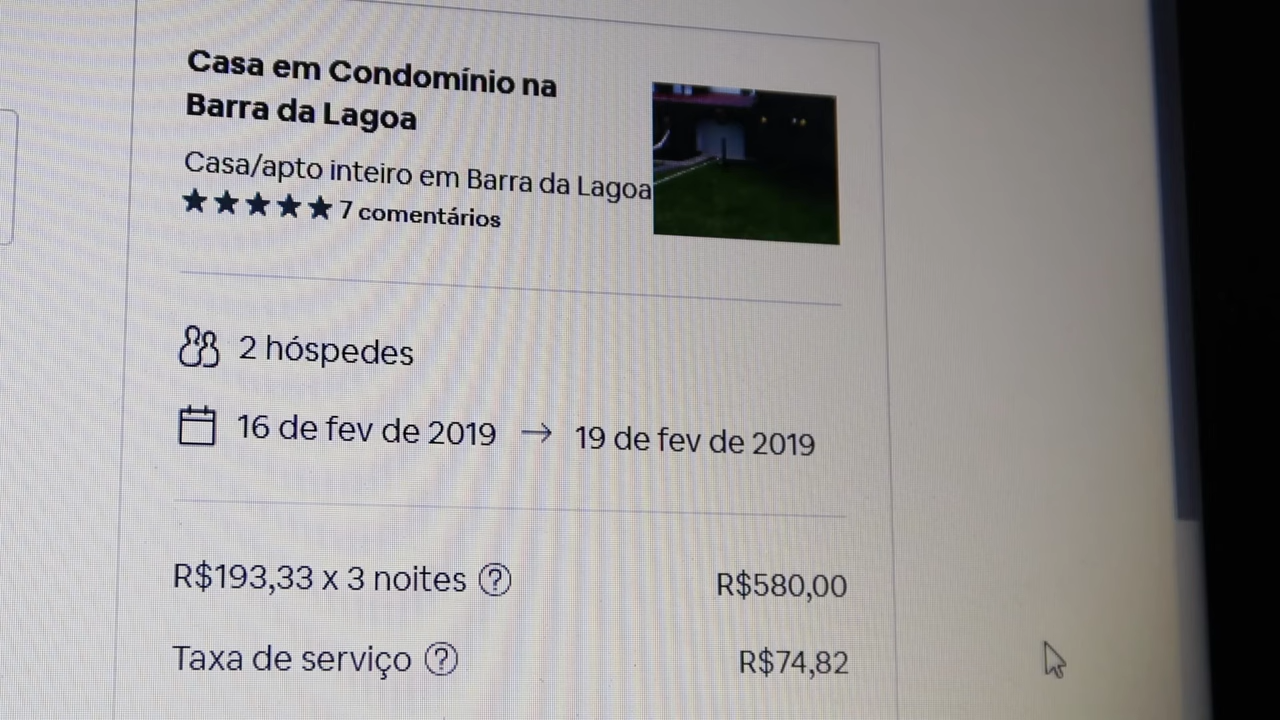 Casa em Condomínio na
Barra da Lagoa
Casa/apto inteiro em Barra da Lagoa
★★★★★ 7 comentários
2 hóspedes
16 de fev de 2019 → 19 de fev de 2019
R$193,33 x 3 noites ? R$580,00
Taxa de serviço ? R$74,82